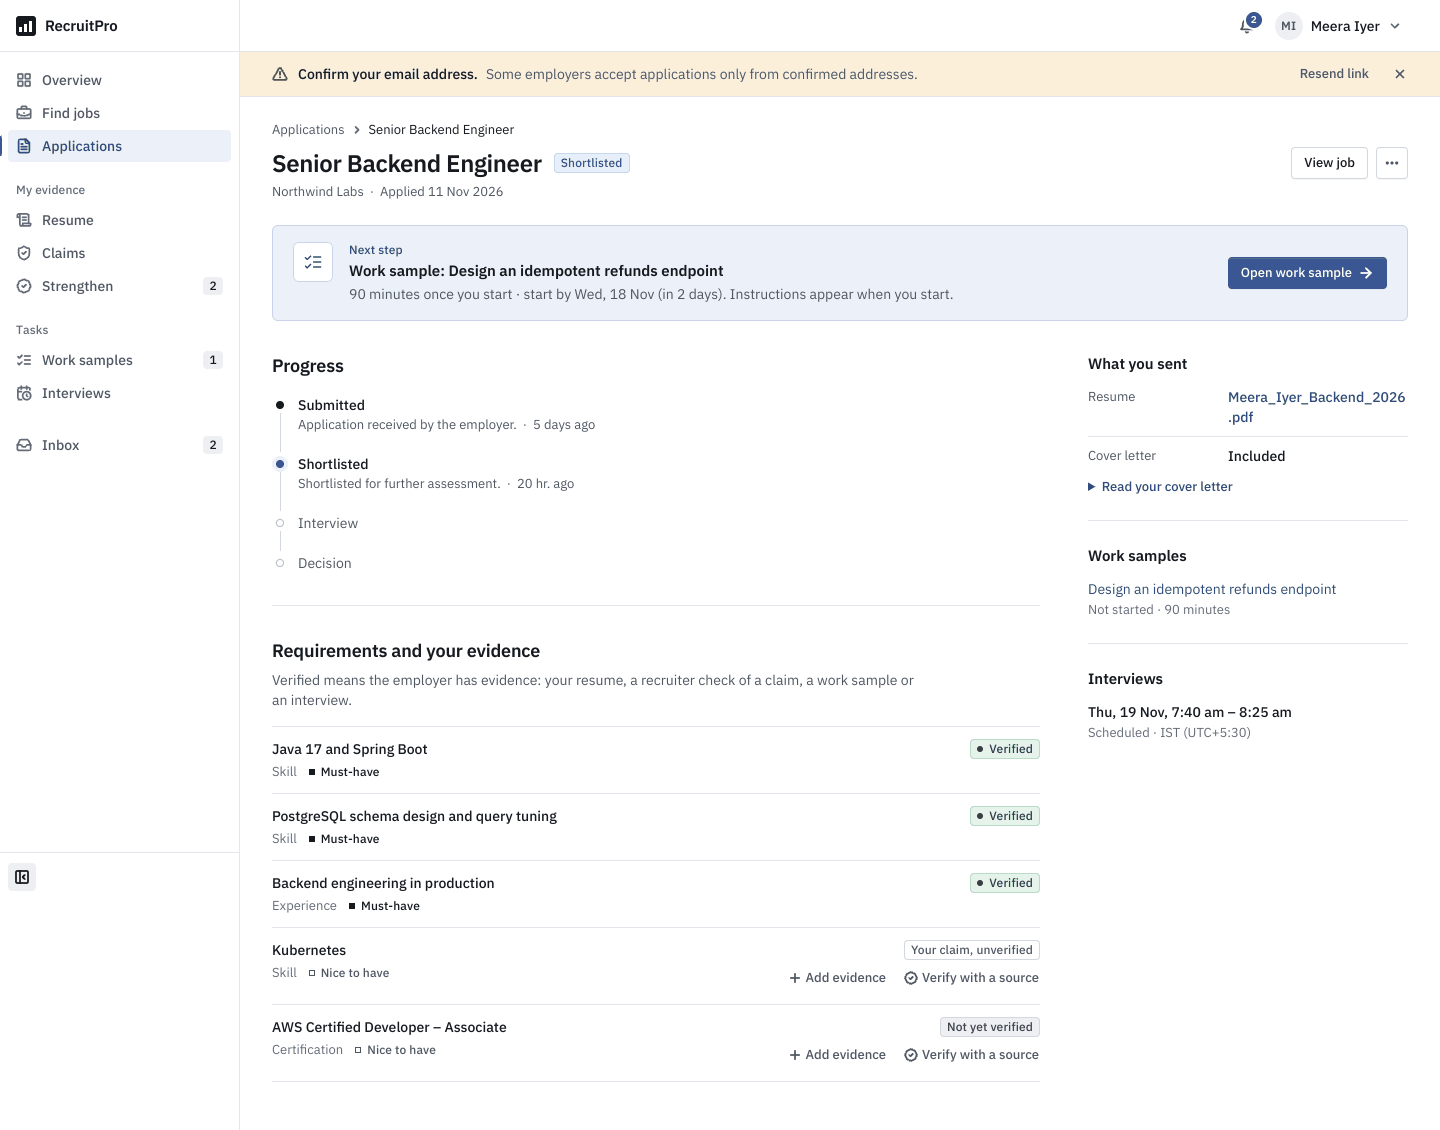 RecruitPro
2
MI
Meera Iyer
Overview
Find jobs
Applications
My evidence
Resume
Claims
Strengthen
2
Tasks
Work samples
1
Interviews
Inbox
2
Confirm your email address. Some employers accept applications only from confirmed addresses.
Resend link
Applications
Senior Backend Engineer
Senior Backend Engineer
Shortlisted
View job
Northwind Labs · Applied 11 Nov 2026
Next step
Work sample: Design an idempotent refunds endpoint
90 minutes once you start · start by Wed, 18 Nov (in 2 days). Instructions appear when you start.
Open work sample
Progress
Submitted
Application received by the employer. · 5 days ago
Shortlisted
Shortlisted for further assessment. · 20 hr. ago
Interview
Decision
Requirements and your evidence
Verified means the employer has evidence: your resume, a recruiter check of a claim, a work sample or
an interview.
Java 17 and Spring Boot
Verified
Skill
Must-have
PostgreSQL schema design and query tuning
Verified
Skill
Must-have
Backend engineering in production
Verified
Experience
Must-have
Kubernetes
Your claim, unverified
Skill
Nice to have
Add evidence
Verify with a source
AWS Certified Developer – Associate
Not yet verified
Certification
Nice to have
Add evidence
Verify with a source
What you sent
Resume
Meera_Iyer_Backend_2026
.pdf
Cover letter
Included
Read your cover letter
Work samples
Design an idempotent refunds endpoint
Not started · 90 minutes
Interviews
Thu, 19 Nov, 7:40 am – 8:25 am
Scheduled · IST (UTC+5:30)